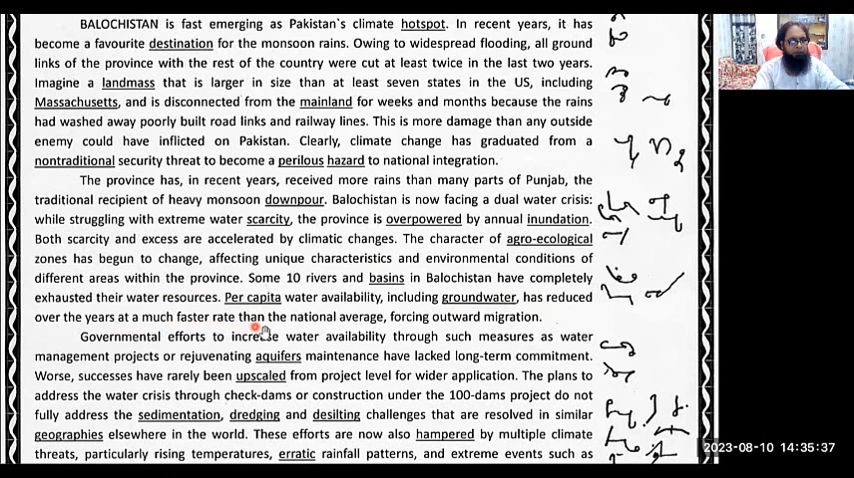 BALOCHISTAN is fast emerging as Pakistan`s climate hotspot. In recent years, it has
become a favourite destination for the monsoon rains. Owing to widespread flooding, all ground
links of the province with the rest of the country were cut at least twice in the last two years.
Imagine a landmass that is larger in size than at least seven states in the US, including
Massachusetts, and is disconnected from the mainland for weeks and months because the rains
had washed away poorly built road links and railway lines. This is more damage than any outside
enemy could have inflicted on Pakistan. Clearly, climate change has graduated from a
nontraditional security threat to become a perilous hazard to national integration.
The province has, in recent years, received more rains than many parts of Punjab, the
traditional recipient of heavy monsoon downpour. Balochistan is now facing a dual water crisis:
while struggling with extreme water scarcity, the province is overpowered by annual inundation.
Both scarcity and excess are accelerated by climatic changes. The character of agro-ecological
zones has begun to change, affecting unique characteristics and environmental conditions of
different areas within the province. Some 10 rivers and basins in Balochistan have completely
exhausted their water resources. Per capita water availability, including groundwater, has reduced
over the years at a much faster rate than the national average, forcing outward migration.
Governmental efforts to increase water availability through such measures as water
management projects or rejuvenating aquifers maintenance have lacked long-term commitment.
Worse, successes have rarely been upscaled from project level for wider application. The plans to
address the water crisis through check-dams or construction under the 100-dams project do not
fully address the sedimentation, dredging and desilting challenges that are resolved in similar
geographies elsewhere in the world. These efforts are now also hampered by multiple climate
threats, particularly rising temperatures, erratic rainfall patterns, and extreme events such as
2023-08-10 14:35:37